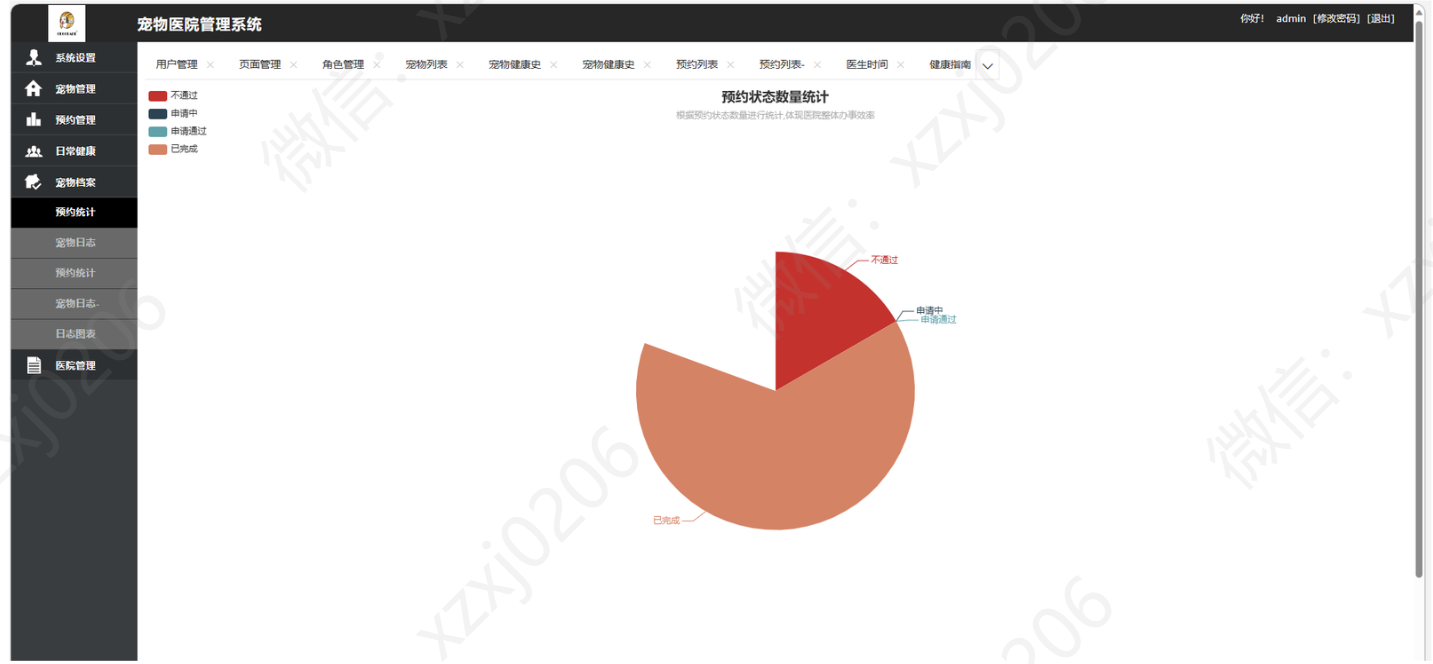 宠物医院管理系统
你好! admin [修改密码] [退出]
系统设置
宠物管理
预约管理
日常健康
宠物档案
预约统计
宠物日志
预约统计
宠物日志-
日志图表
医院管理
用户管理 × 页面管理 × 角色管理 × 宠物列表 × 宠物健康史 × 宠物健康史 × 预约列表 × 预约列表- × 医生时间 × 健康指南
不通过
申请中
申请通过
已完成
预约状态数量统计
根据预约状态数量进行统计,体现医院整体办事效率
不通过
申请中
申请通过
已完成
微信: xzxj0206
微信: xzxj0206
微信: xzxj0206